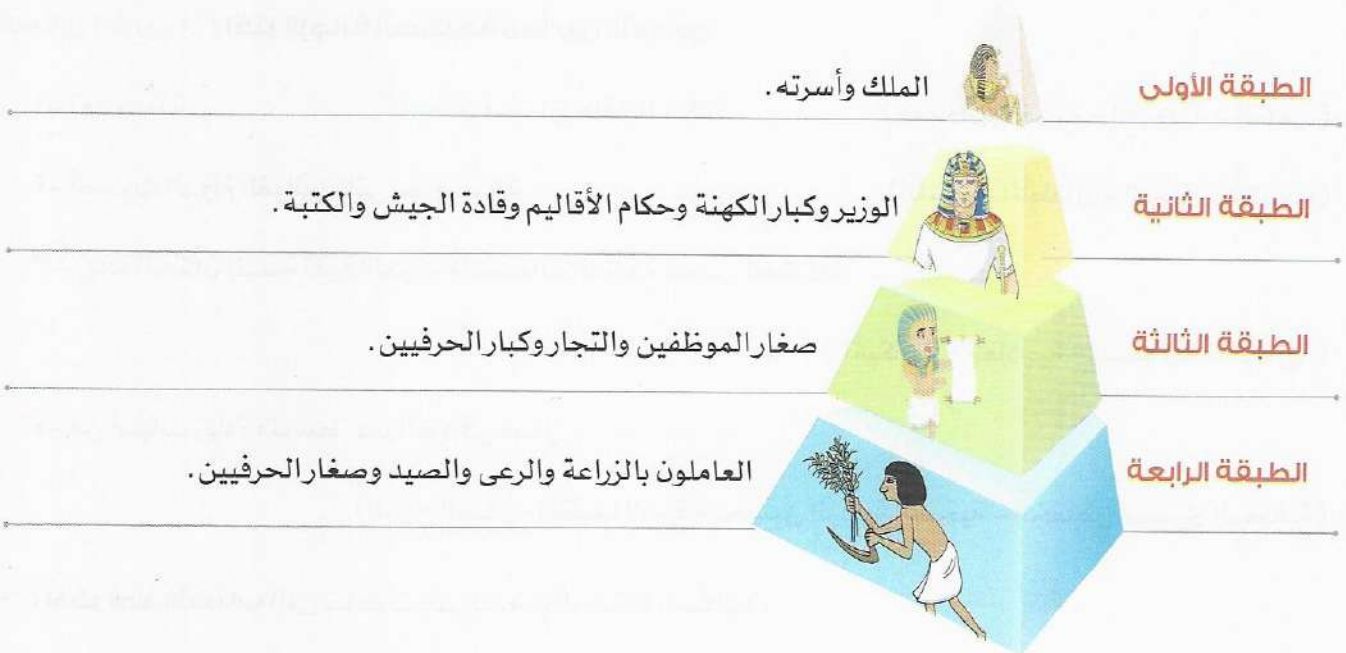 الطبقة الأولى الملك وأسرته.
الطبقة الثانية الوزير وكبار الكهنة وحكام الأقاليم وقادة الجيش والكتبة.
الطبقة الثالثة صغار الموظفين والتجار وكبار الحرفيين.
الطبقة الرابعة العاملون بالزراعة والرعى والصيد وصغار الحرفيين.